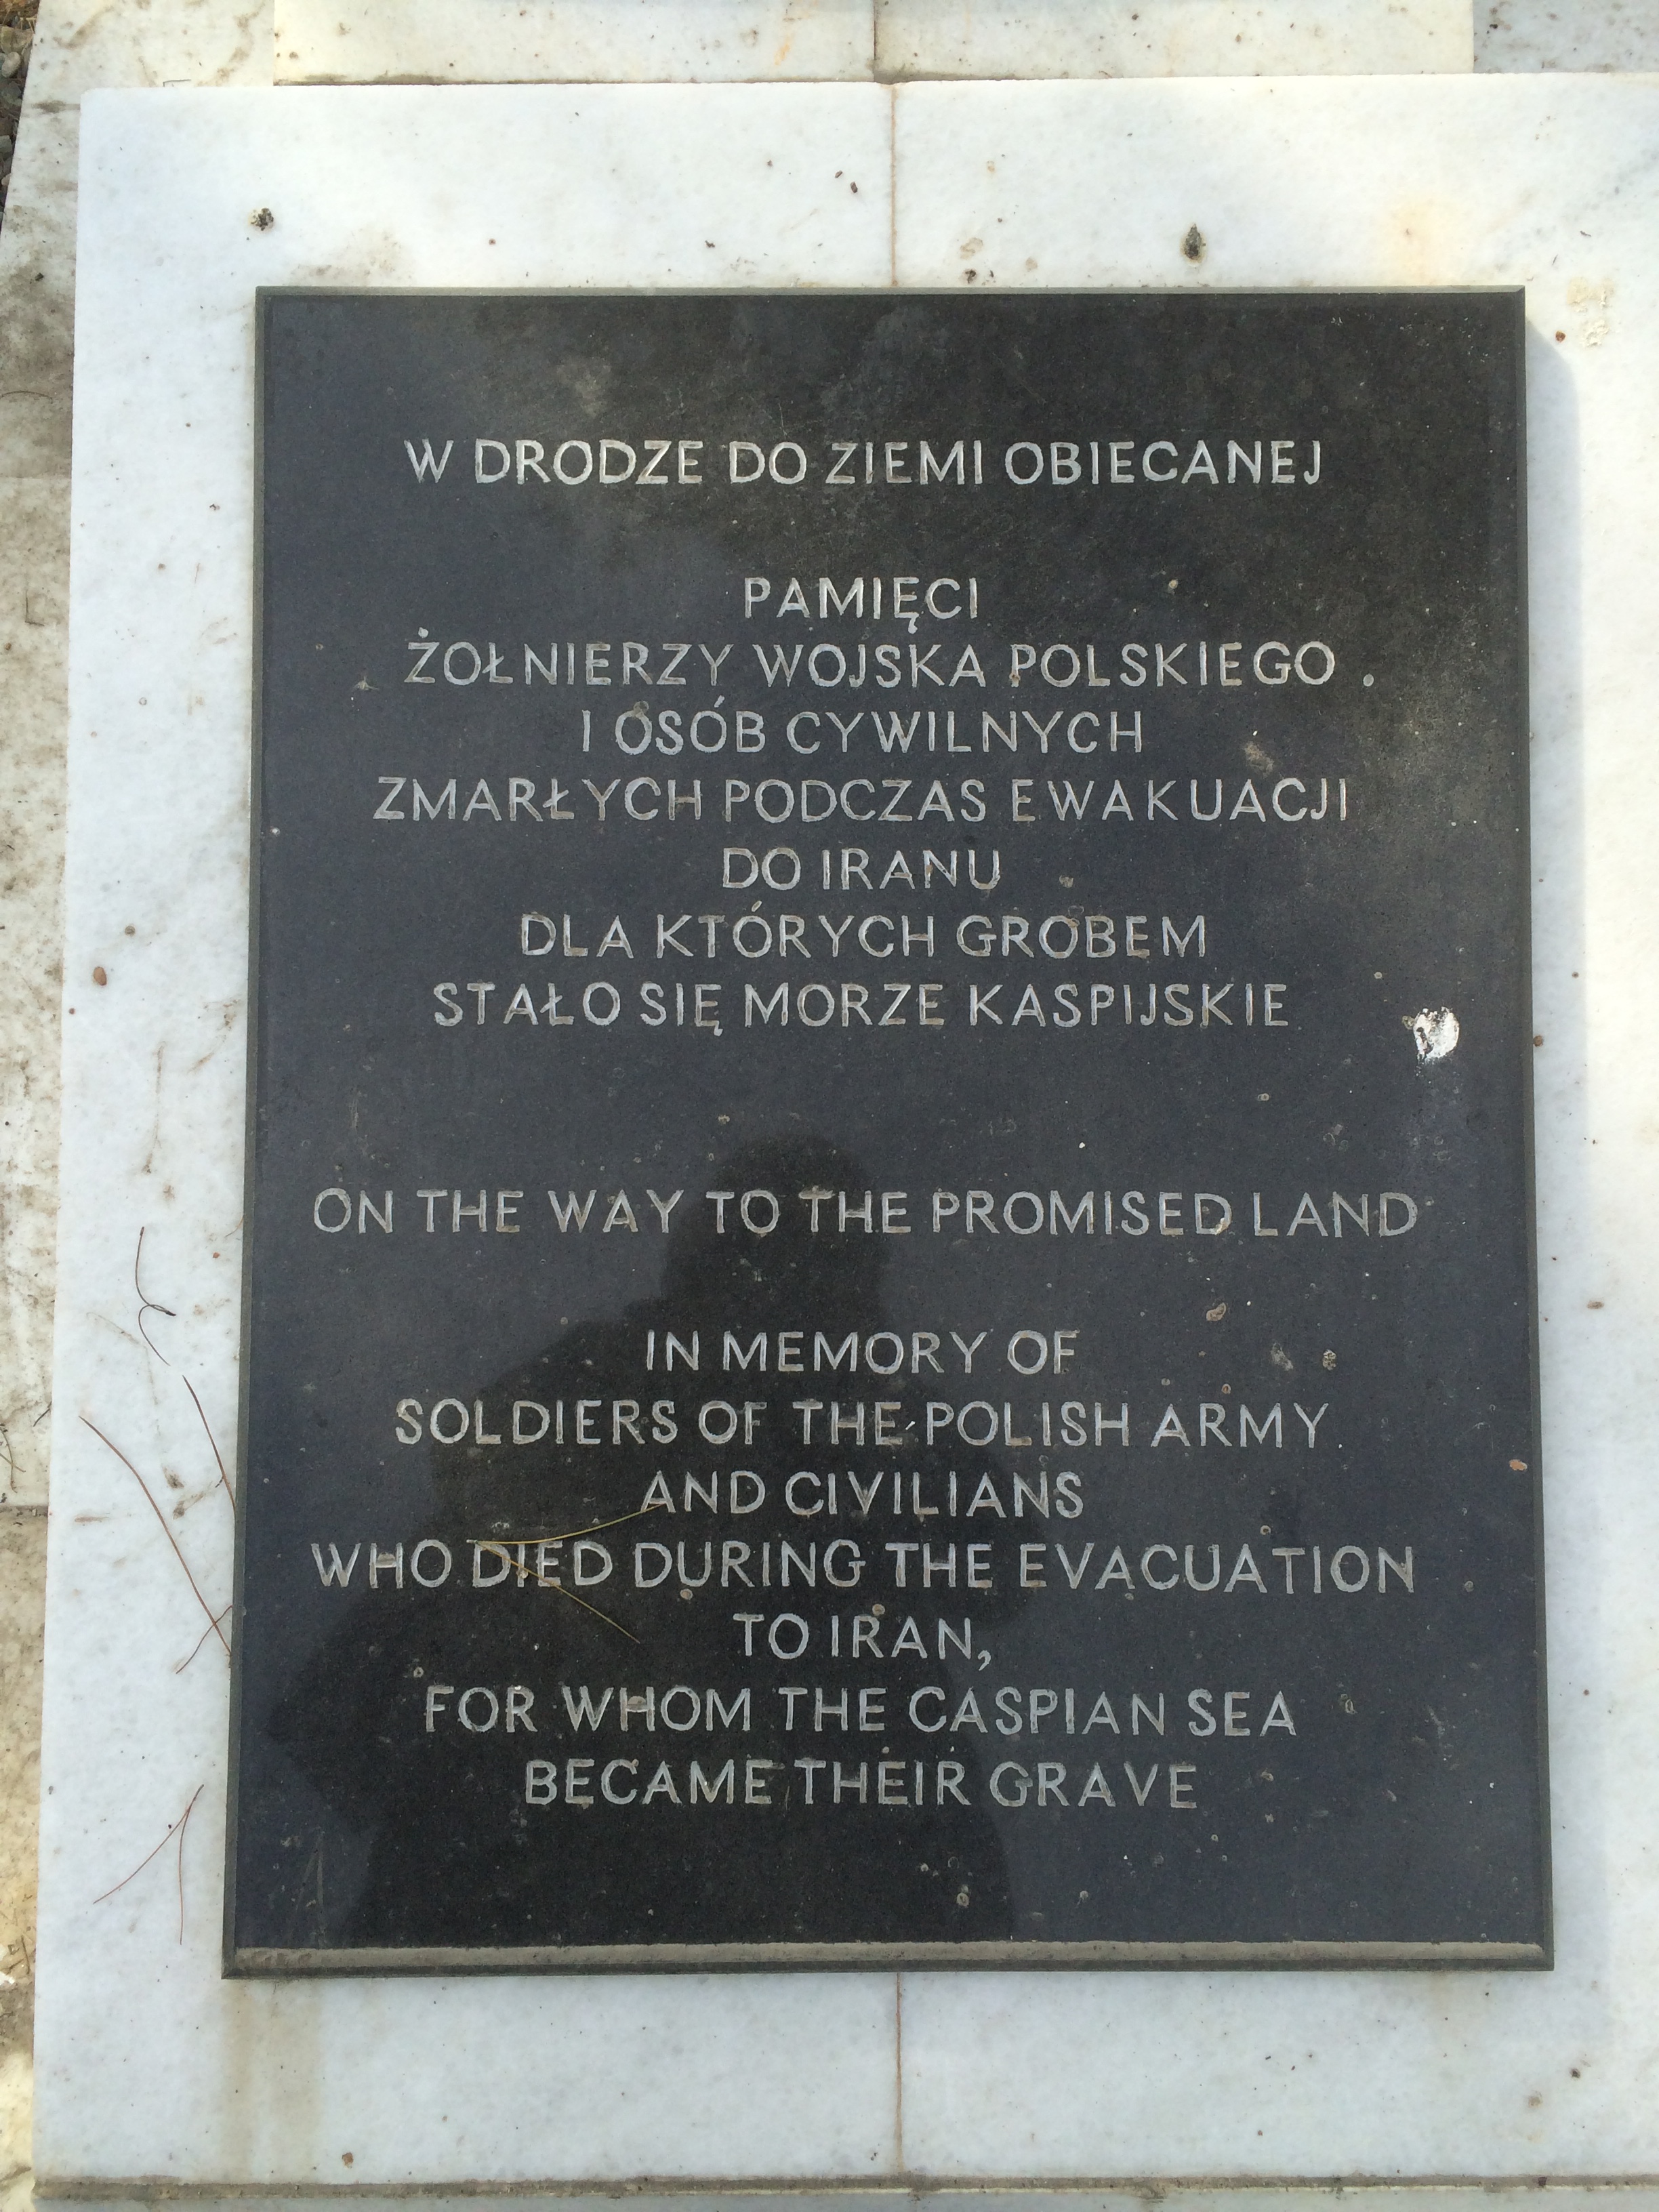 W DRODZE DO ZIEMI OBIECANEJ
PAMIĘCI
ŻOŁNIERZY WOJSKA POLSKIEGO
I OSÓB CYWILNYCH
ZMARŁYCH PODCZAS EWAKUACJI
DO IRANU
DLA KTÓRYCH GROBEM
STAŁO SIĘ MORZE KASPIJSKIE
ON THE WAY TO THE PROMISED LAND
IN MEMORY OF
SOLDIERS OF THE POLISH ARMY
AND CIVILIANS
WHO DIED DURING THE EVACUATION
TO IRAN,
FOR WHOM THE CASPIAN SEA
BECAME THEIR GRAVE